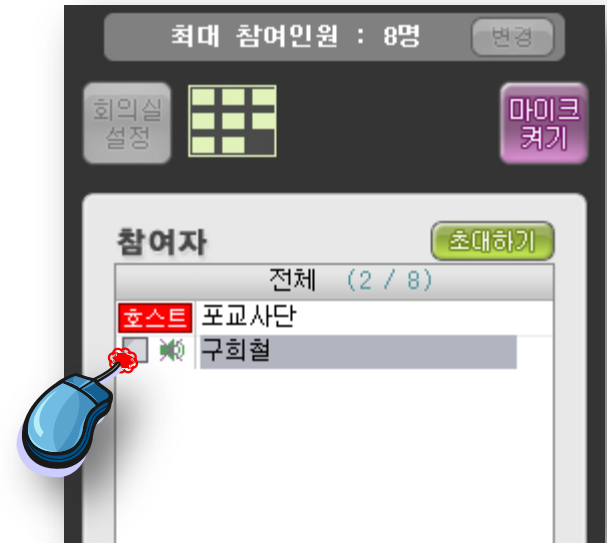 최대 참여인원 : 8명
변경
회의실
설정
마이크
켜기
참여자
초대하기
전체 (2 / 8)
호스트 포교사단
구희철